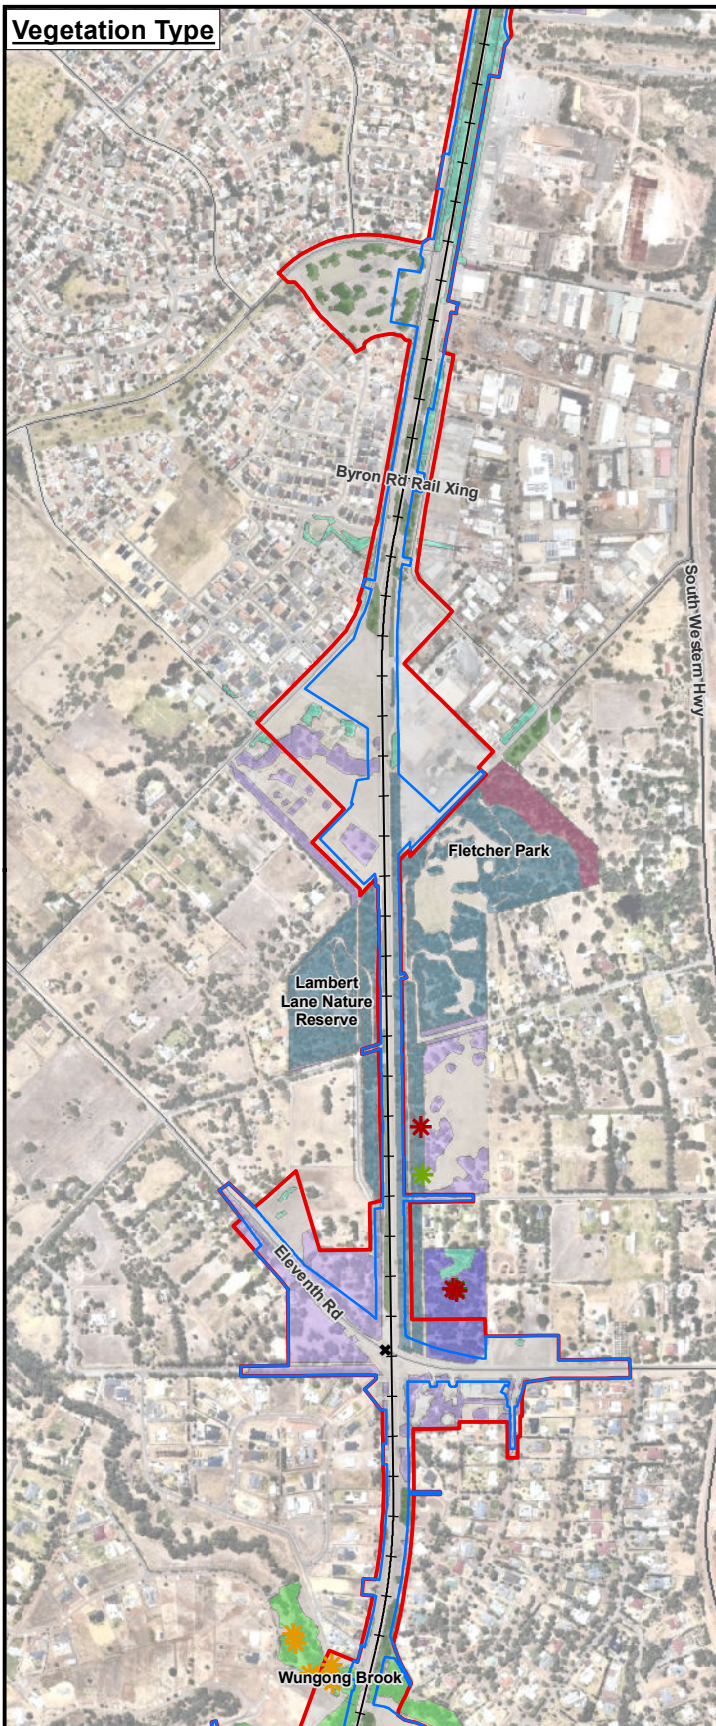 Vegetation Type
Byron Rd Rail Xing
South Western Hwy
Fletcher Park
Lambert
Lane Nature
Reserve
Eleventh Rd
Wungong Brook